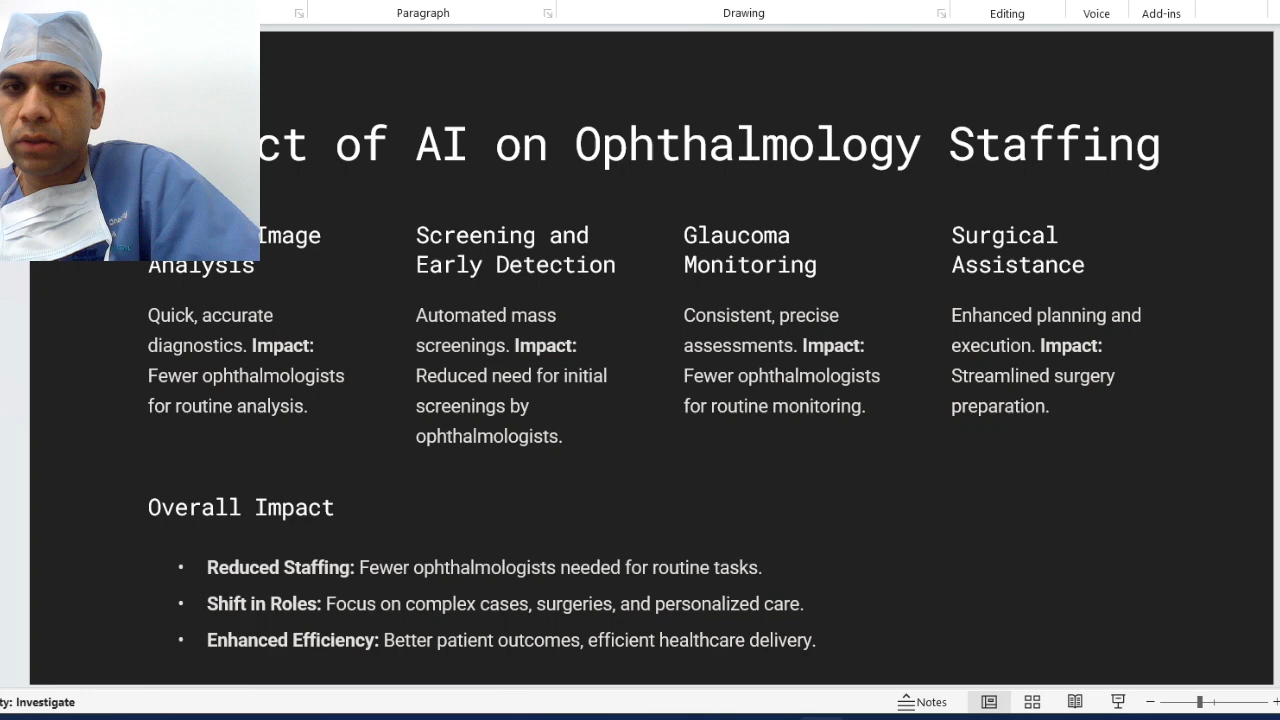 Paragraph
Drawing
Editing
Voice
Add-ins
ct of AI on Ophthalmology Staffing
Image
Analysis
Quick, accurate
diagnostics. Impact:
Fewer ophthalmologists
for routine analysis.
Screening and
Early Detection
Automated mass
screenings. Impact:
Reduced need for initial
screenings by
ophthalmologists.
Glaucoma
Monitoring
Consistent, precise
assessments. Impact:
Fewer ophthalmologists
for routine monitoring.
Surgical
Assistance
Enhanced planning and
execution. Impact:
Streamlined surgery
preparation.
Overall Impact
• Reduced Staffing: Fewer ophthalmologists needed for routine tasks.
• Shift in Roles: Focus on complex cases, surgeries, and personalized care.
• Enhanced Efficiency: Better patient outcomes, efficient healthcare delivery.
ty: Investigate
Notes